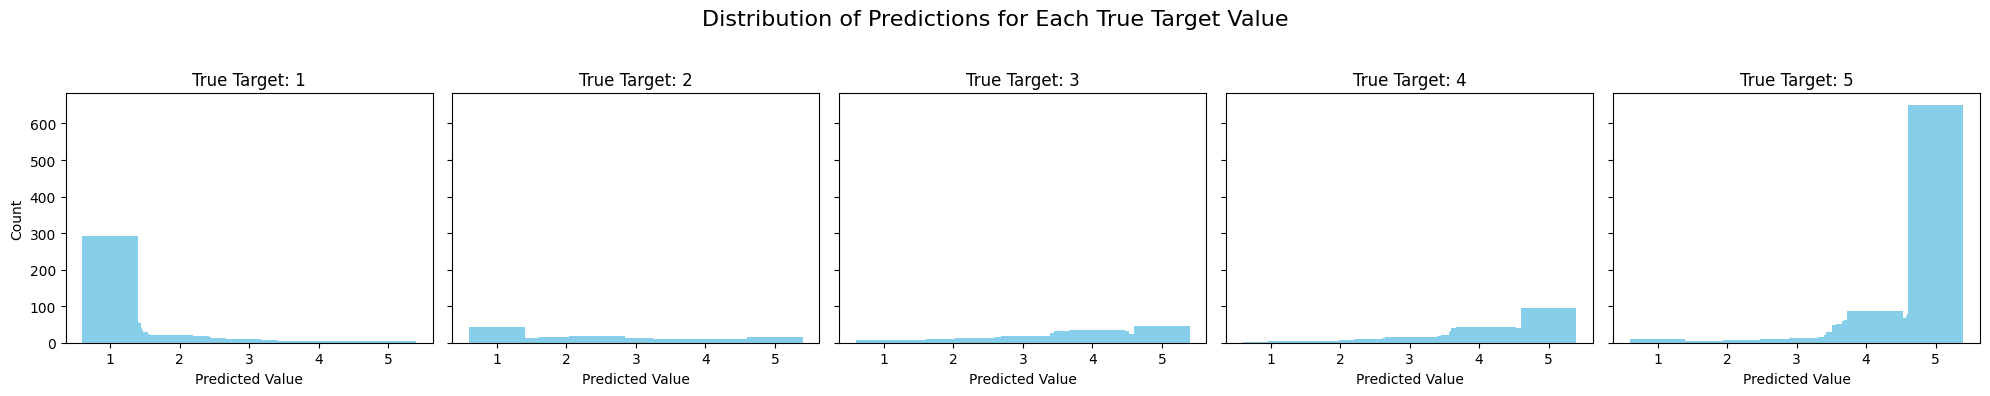 Distribution of Predictions for Each True Target Value
True Target: 1
True Target: 2
True Target: 3
True Target: 4
True Target: 5
Count
600
500
400
300
200
100
0
1 2 3 4 5
1 2 3 4 5
1 2 3 4 5
1 2 3 4 5
1 2 3 4 5
Predicted Value
Predicted Value
Predicted Value
Predicted Value
Predicted Value